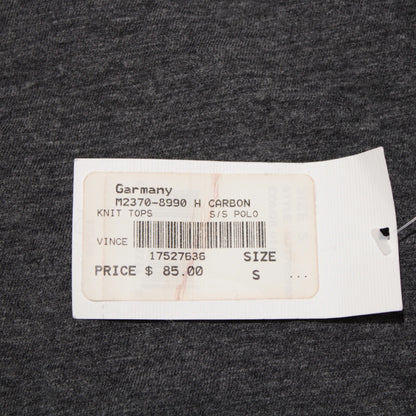 Garmany
M2370-8990 H CARBON
KNIT TOPS S/S POLO
VINCE
17527636 SIZE
PRICE $ 85.00 S ...